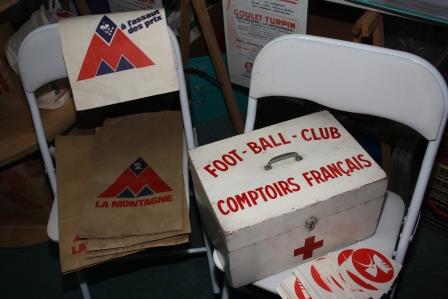 à l'assaut
des prix
GOULET-TURPIN
LA MONTAGNE
FOOT-BALL-CLUB
COMPTOIRS FRANÇAIS